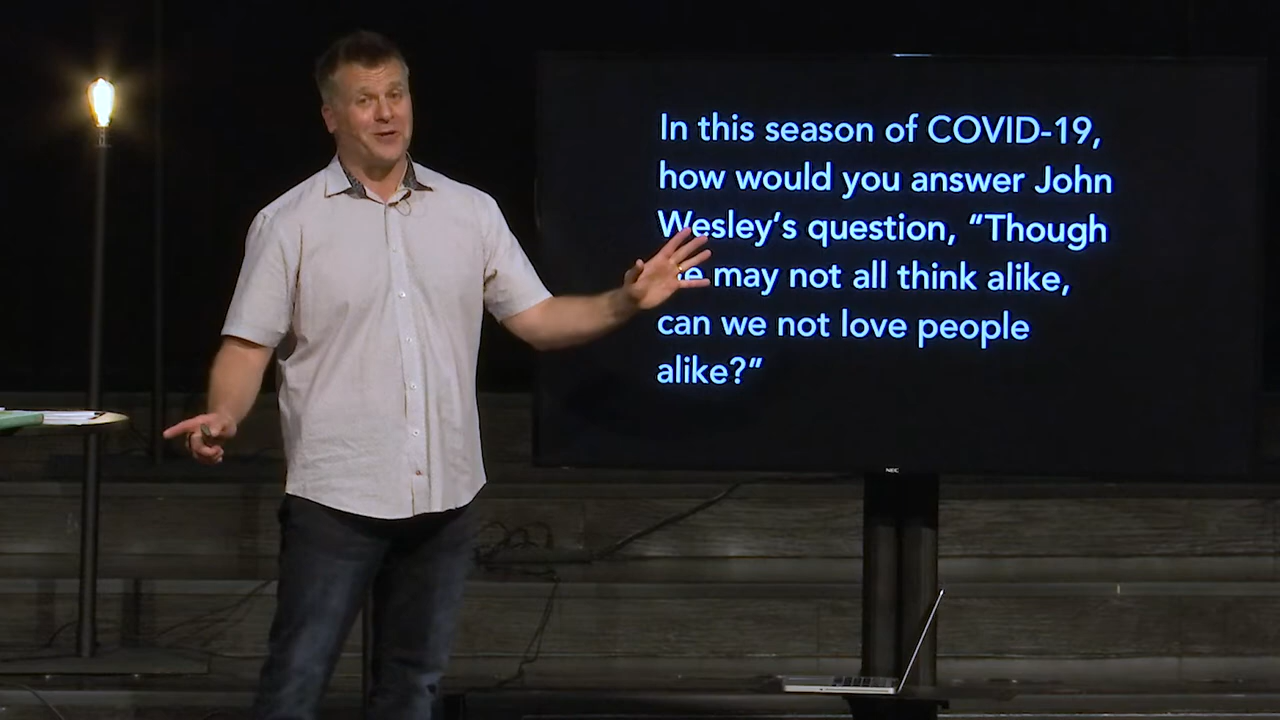 In this season of COVID-19,
how would you answer John
Wesley's question, “Though
may not all think alike,
can we not love people
alike?”
NEC